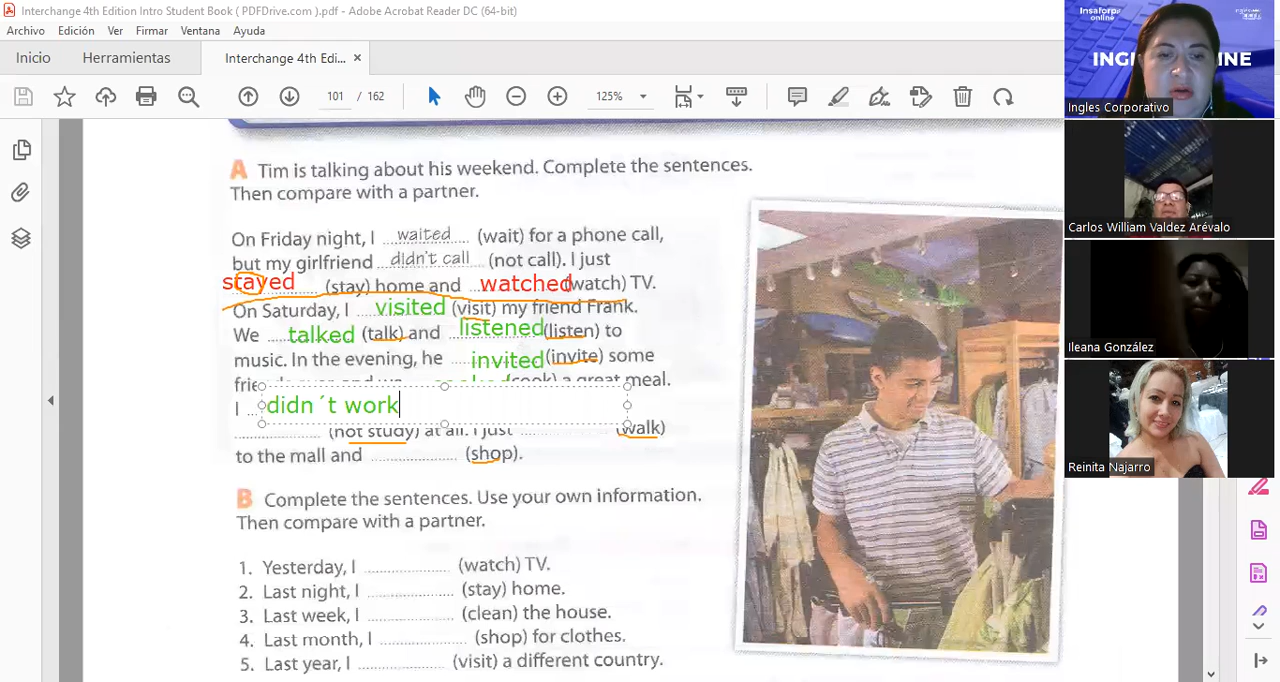 Interchange 4th Edition Intro Student Book ( PDFDrive.com ).pdf - Adobe Acrobat Reader DC (64-bit)
Archivo Edición Ver Firmar Ventana Ayuda
Inicio Herramientas Interchange 4th Edi... ×
101 / 162 125%
A Tim is talking about his weekend. Complete the sentences.
Then compare with a partner.
On Friday night, I waited (wait) for a phone call,
but my girlfriend didn't call (not call). I just
stayed (stay) home and watched (watch) TV.
On Saturday, I visited (visit) my friend Frank.
We talked (talk) and listened (listen) to
music. In the evening, he invited (invite) some
(cook) a great meal.
I didn´t work
(not study) at all. I just (walk)
to the mall and (shop).
B Complete the sentences. Use your own information.
Then compare with a partner.
1. Yesterday, I (watch) TV.
2. Last night, I (stay) home.
3. Last week, I (clean) the house.
4. Last month, I (shop) for clothes.
5. Last year, I (visit) a different country.
Insaforp
online
INGL NE
Ingles Corporativo
Carlos William Valdez Arévalo
Ileana González
Reinita Najarro